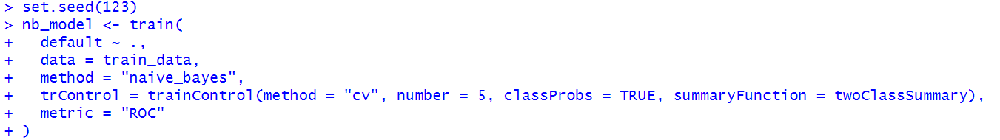 > set.seed(123)
> nb_model <- train(
+   default ~ .,
+   data = train_data,
+   method = "naive_bayes",
+   trControl = trainControl(method = "cv", number = 5, classProbs = TRUE, summaryFunction = twoClassSummary),
+   metric = "ROC"
+ )